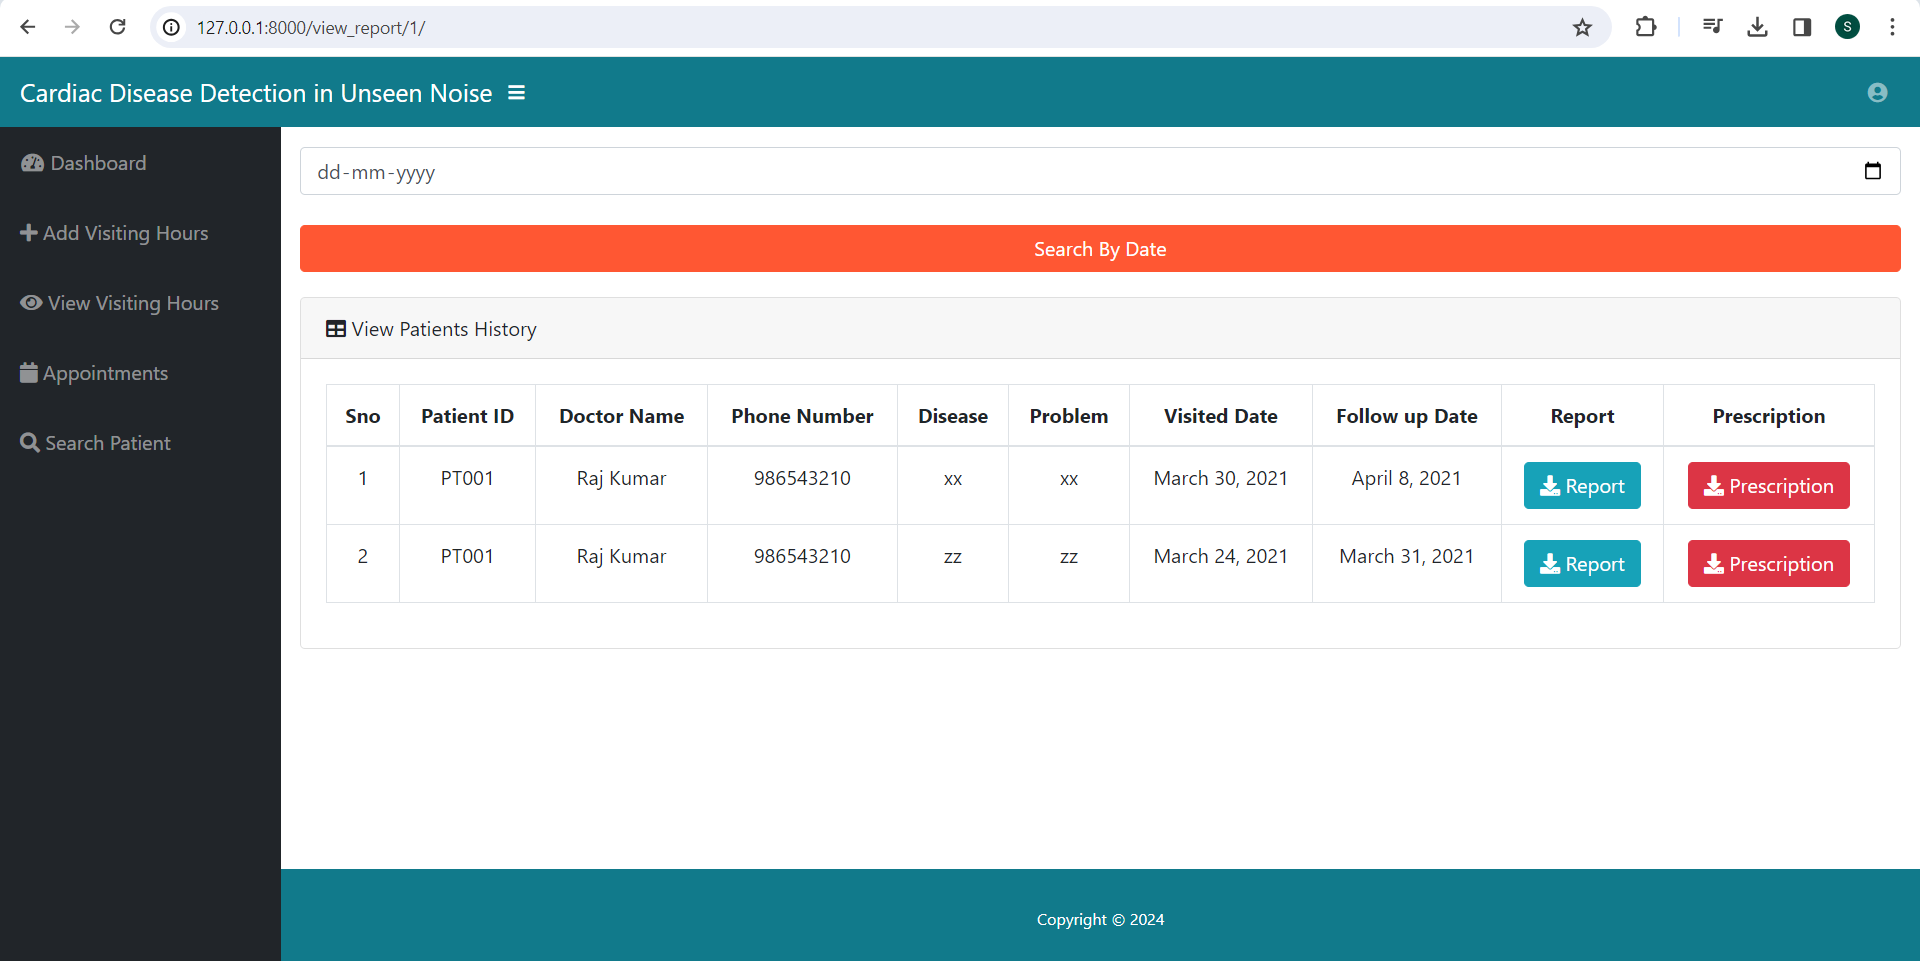 127.0.0.1:8000/view_report/1/
S
Cardiac Disease Detection in Unseen Noise
Dashboard
Add Visiting Hours
View Visiting Hours
Appointments
Search Patient
dd-mm-yyyy
Search By Date
View Patients History
Sno Patient ID Doctor Name Phone Number Disease Problem Visited Date Follow up Date Report Prescription
1 PT001 Raj Kumar 986543210 xx xx March 30, 2021 April 8, 2021 Report Prescription
2 PT001 Raj Kumar 986543210 zz zz March 24, 2021 March 31, 2021 Report Prescription
Copyright © 2024